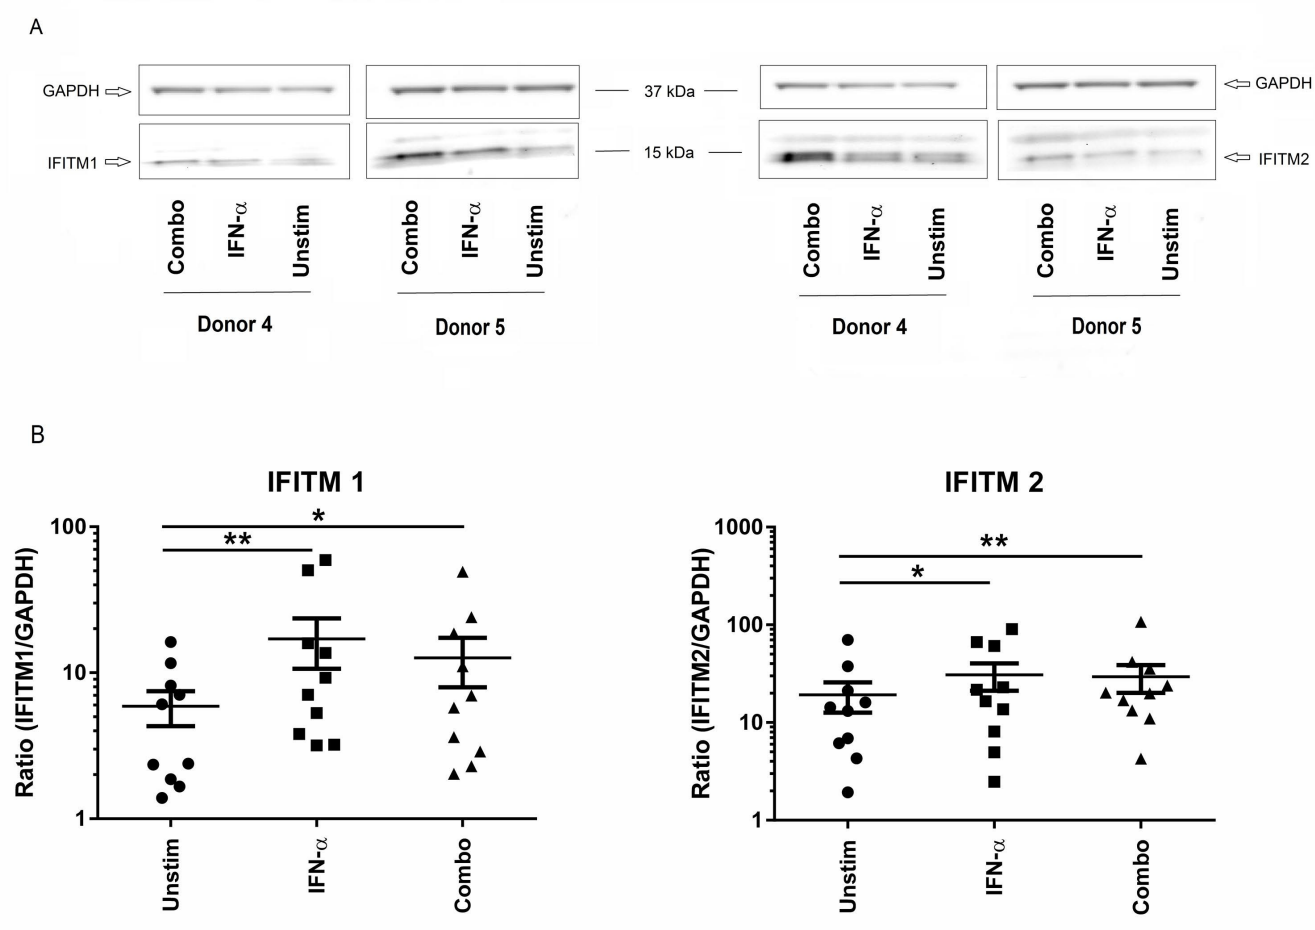 A
GAPDH
37 kDa
GAPDH
IFITM1
15 kDa
IFITM2
Combo
IFN-α
Unstim
Combo
IFN-α
Unstim
Combo
IFN-α
Unstim
Combo
IFN-α
Unstim
Donor 4
Donor 5
Donor 4
Donor 5
B
IFITM 1
Ratio (IFITM1/GAPDH)
100
10
1
*
**
Unstim
IFN-α
Combo
IFITM 2
Ratio (IFITM2/GAPDH)
1000
100
10
1
**
*
Unstim
IFN-α
Combo